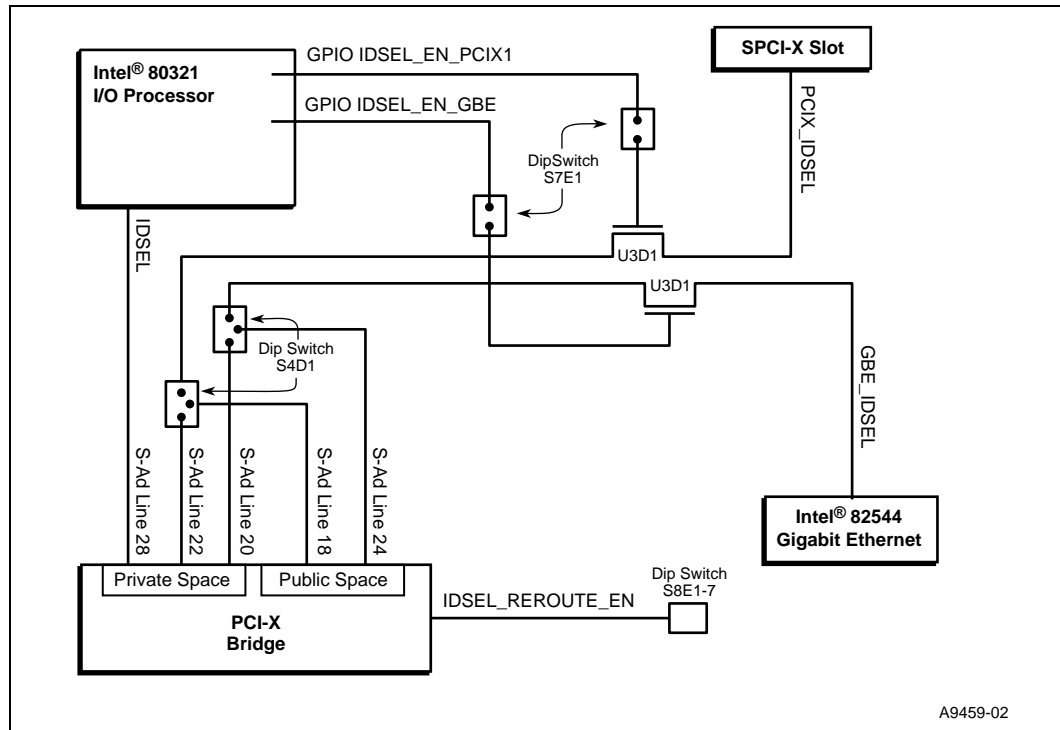 Intel® 80321
I/O Processor
GPIO IDSEL_EN_PCIX1
GPIO IDSEL_EN_GBE
SPCI-X Slot
DipSwitch
S7E1
PCIX_IDSEL
IDSEL
U3D1
U3D1
Dip Switch
S4D1
GBE_IDSEL
S-Ad Line 28
S-Ad Line 22
S-Ad Line 20
S-Ad Line 18
S-Ad Line 24
Intel® 82544
Gigabit Ethernet
Private Space
Public Space
PCI-X
Bridge
IDSEL_REROUTE_EN
Dip Switch
S8E1-7
A9459-02